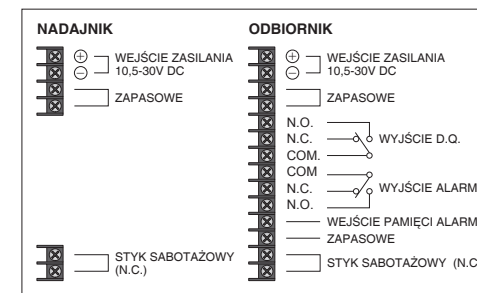 NADAJNIK
⊕ WEJŚCIE ZASILANIA
⊖ 10,5-30V DC
ZAPASOWE
STYK SABOTAŻOWY
(N.C.)
ODBIORNIK
⊕ WEJŚCIE ZASILANIA
⊖ 10,5-30V DC
ZAPASOWE
N.O.
N.C. WYJŚCIE D.Q.
COM.
COM
N.C. WYJŚCIE ALARM
N.O.
WEJŚCIE PAMIĘCI ALARM
ZAPASOWE
STYK SABOTAŻOWY (N.C